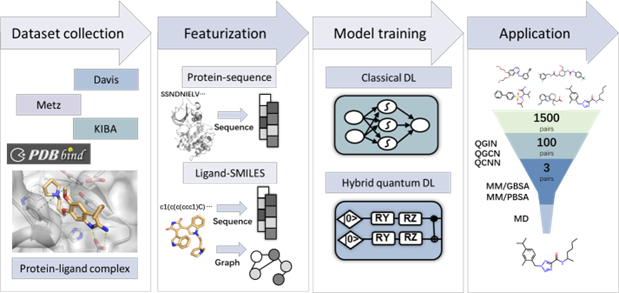 Dataset collection
Featurization
Model training
Application
Davis
Metz
KIBA
PDBbind
Protein-ligand complex
Protein-sequence
SSNDNIELV...
Sequence
Ligand-SMILES
c1(c(c(ccc1)C)...
Sequence
Graph
Classical DL
Hybrid quantum DL
|0> RY RZ
|0> RY RZ
1500
pairs
QGIN
QGCN
QCNN
100
pairs
3
pairs
MM/GBSA
MM/PBSA
MD